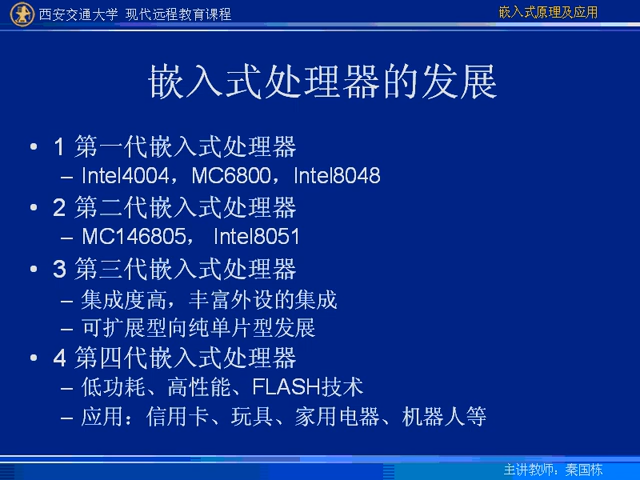 西安交通大学 现代远程教育课程
嵌入式原理及应用
嵌入式处理器的发展
• 1 第一代嵌入式处理器
– Intel4004，MC6800，Intel8048
• 2 第二代嵌入式处理器
– MC146805， Intel8051
• 3 第三代嵌入式处理器
– 集成度高，丰富外设的集成
– 可扩展型向纯单片型发展
• 4 第四代嵌入式处理器
– 低功耗、高性能、FLASH技术
– 应用：信用卡、玩具、家用电器、机器人等
主讲教师：秦国栋